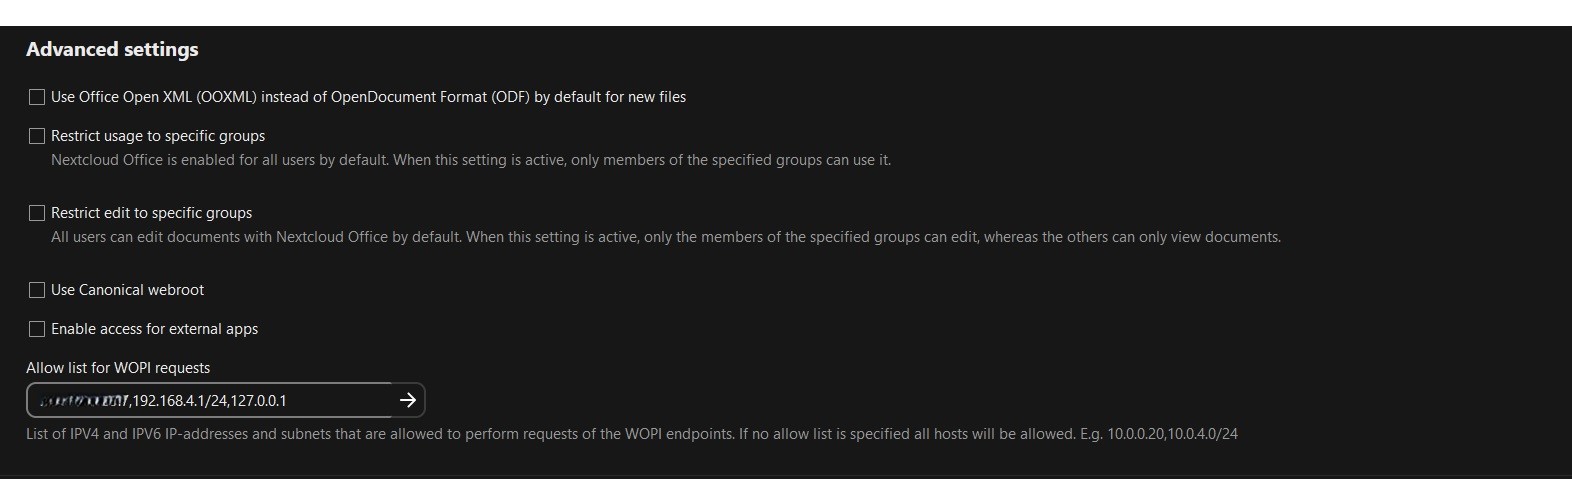 Advanced settings
Use Office Open XML (OOXML) instead of OpenDocument Format (ODF) by default for new files
Restrict usage to specific groups
Nextcloud Office is enabled for all users by default. When this setting is active, only members of the specified groups can use it.
Restrict edit to specific groups
All users can edit documents with Nextcloud Office by default. When this setting is active, only the members of the specified groups can edit, whereas the others can only view documents.
Use Canonical webroot
Enable access for external apps
Allow list for WOPI requests
,192.168.4.1/24,127.0.0.1
List of IPV4 and IPV6 IP-addresses and subnets that are allowed to perform requests of the WOPI endpoints. If no allow list is specified all hosts will be allowed. E.g. 10.0.0.20,10.0.4.0/24